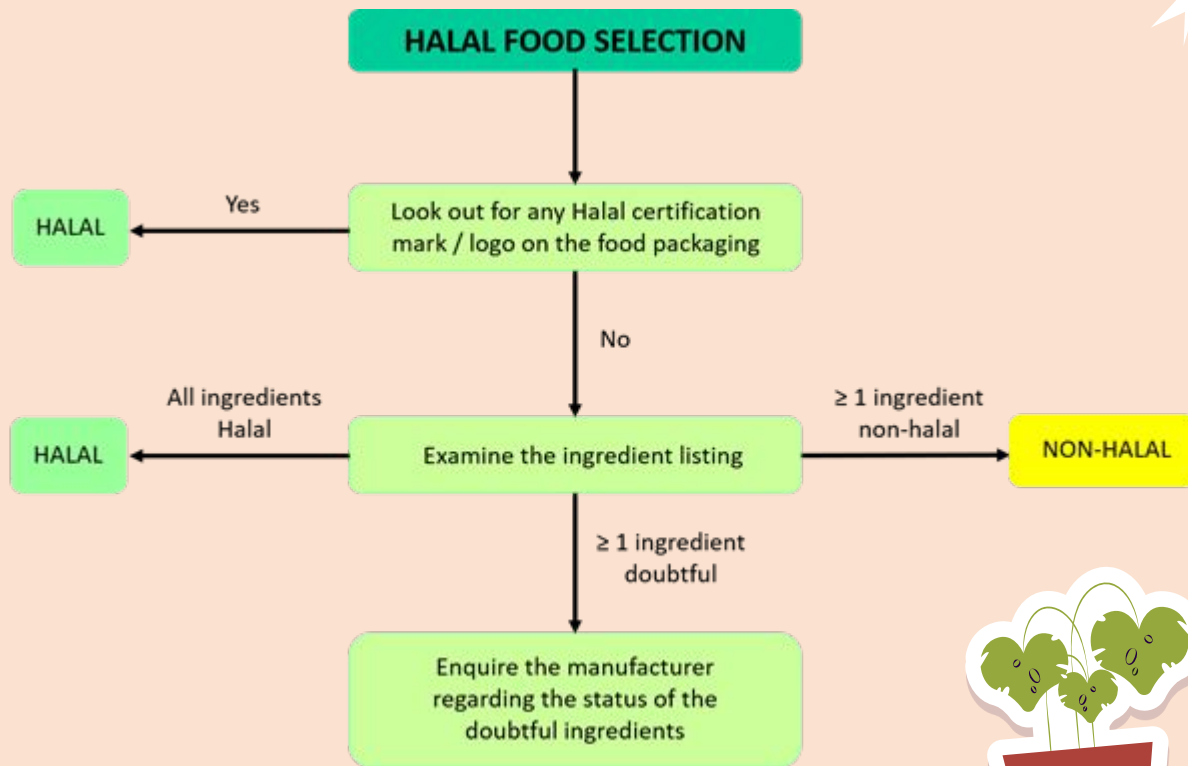 HALAL FOOD SELECTION
Yes
HALAL
Look out for any Halal certification
mark / logo on the food packaging
No
All ingredients
Halal
≥ 1 ingredient
non-halal
HALAL
Examine the ingredient listing
NON-HALAL
≥ 1 ingredient
doubtful
Enquire the manufacturer
regarding the status of the
doubtful ingredients